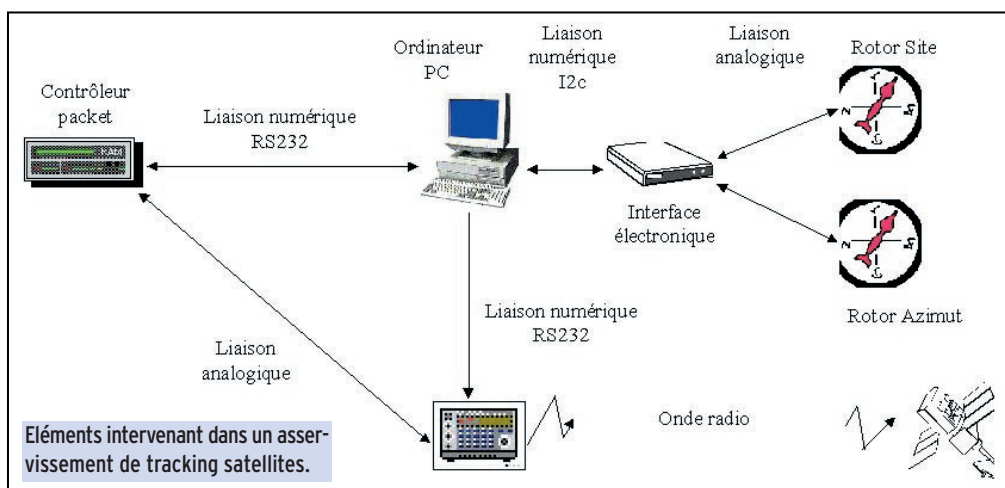 Ordinateur
PC
Liaison
numérique
I2c
Liaison
analogique
Rotor Site
Contrôleur
packet
Liaison numérique
RS232
Interface
électronique
Rotor Azimut
Liaison numérique
RS232
Liaison
analogique
Onde radio
Eléments intervenant dans un asser-
vissement de tracking satellites.